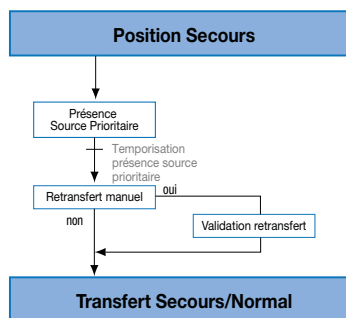 Position Secours
Présence
Source Prioritaire
Temporisation
présence source
prioritaire
Retransfert manuel
oui
non
Validation retransfert
Transfert Secours/Normal